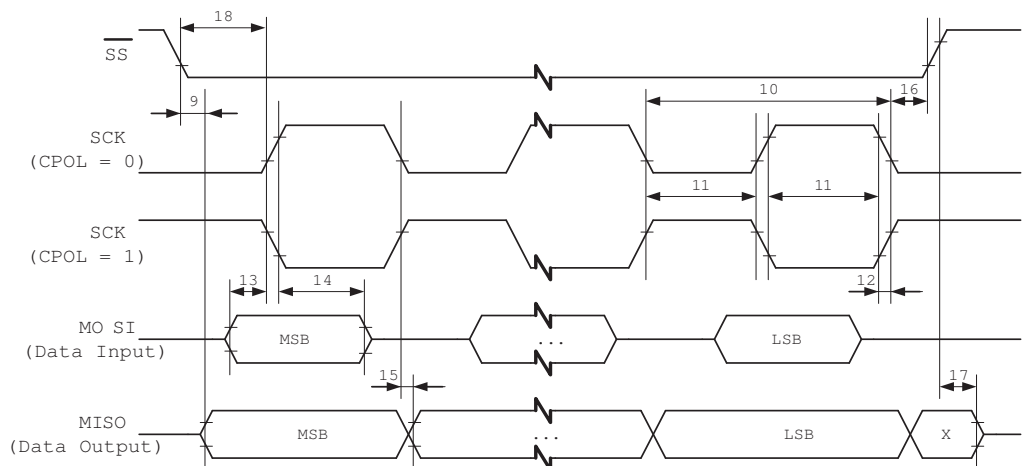 18
SS
10
9
16
SCK
(CPOL = 0)
11
11
SCK
(CPOL = 1)
13
14
12
MO SI
(Data Input)
MSB
...
LSB
15
17
MISO
(Data Output)
MSB
...
LSB
X